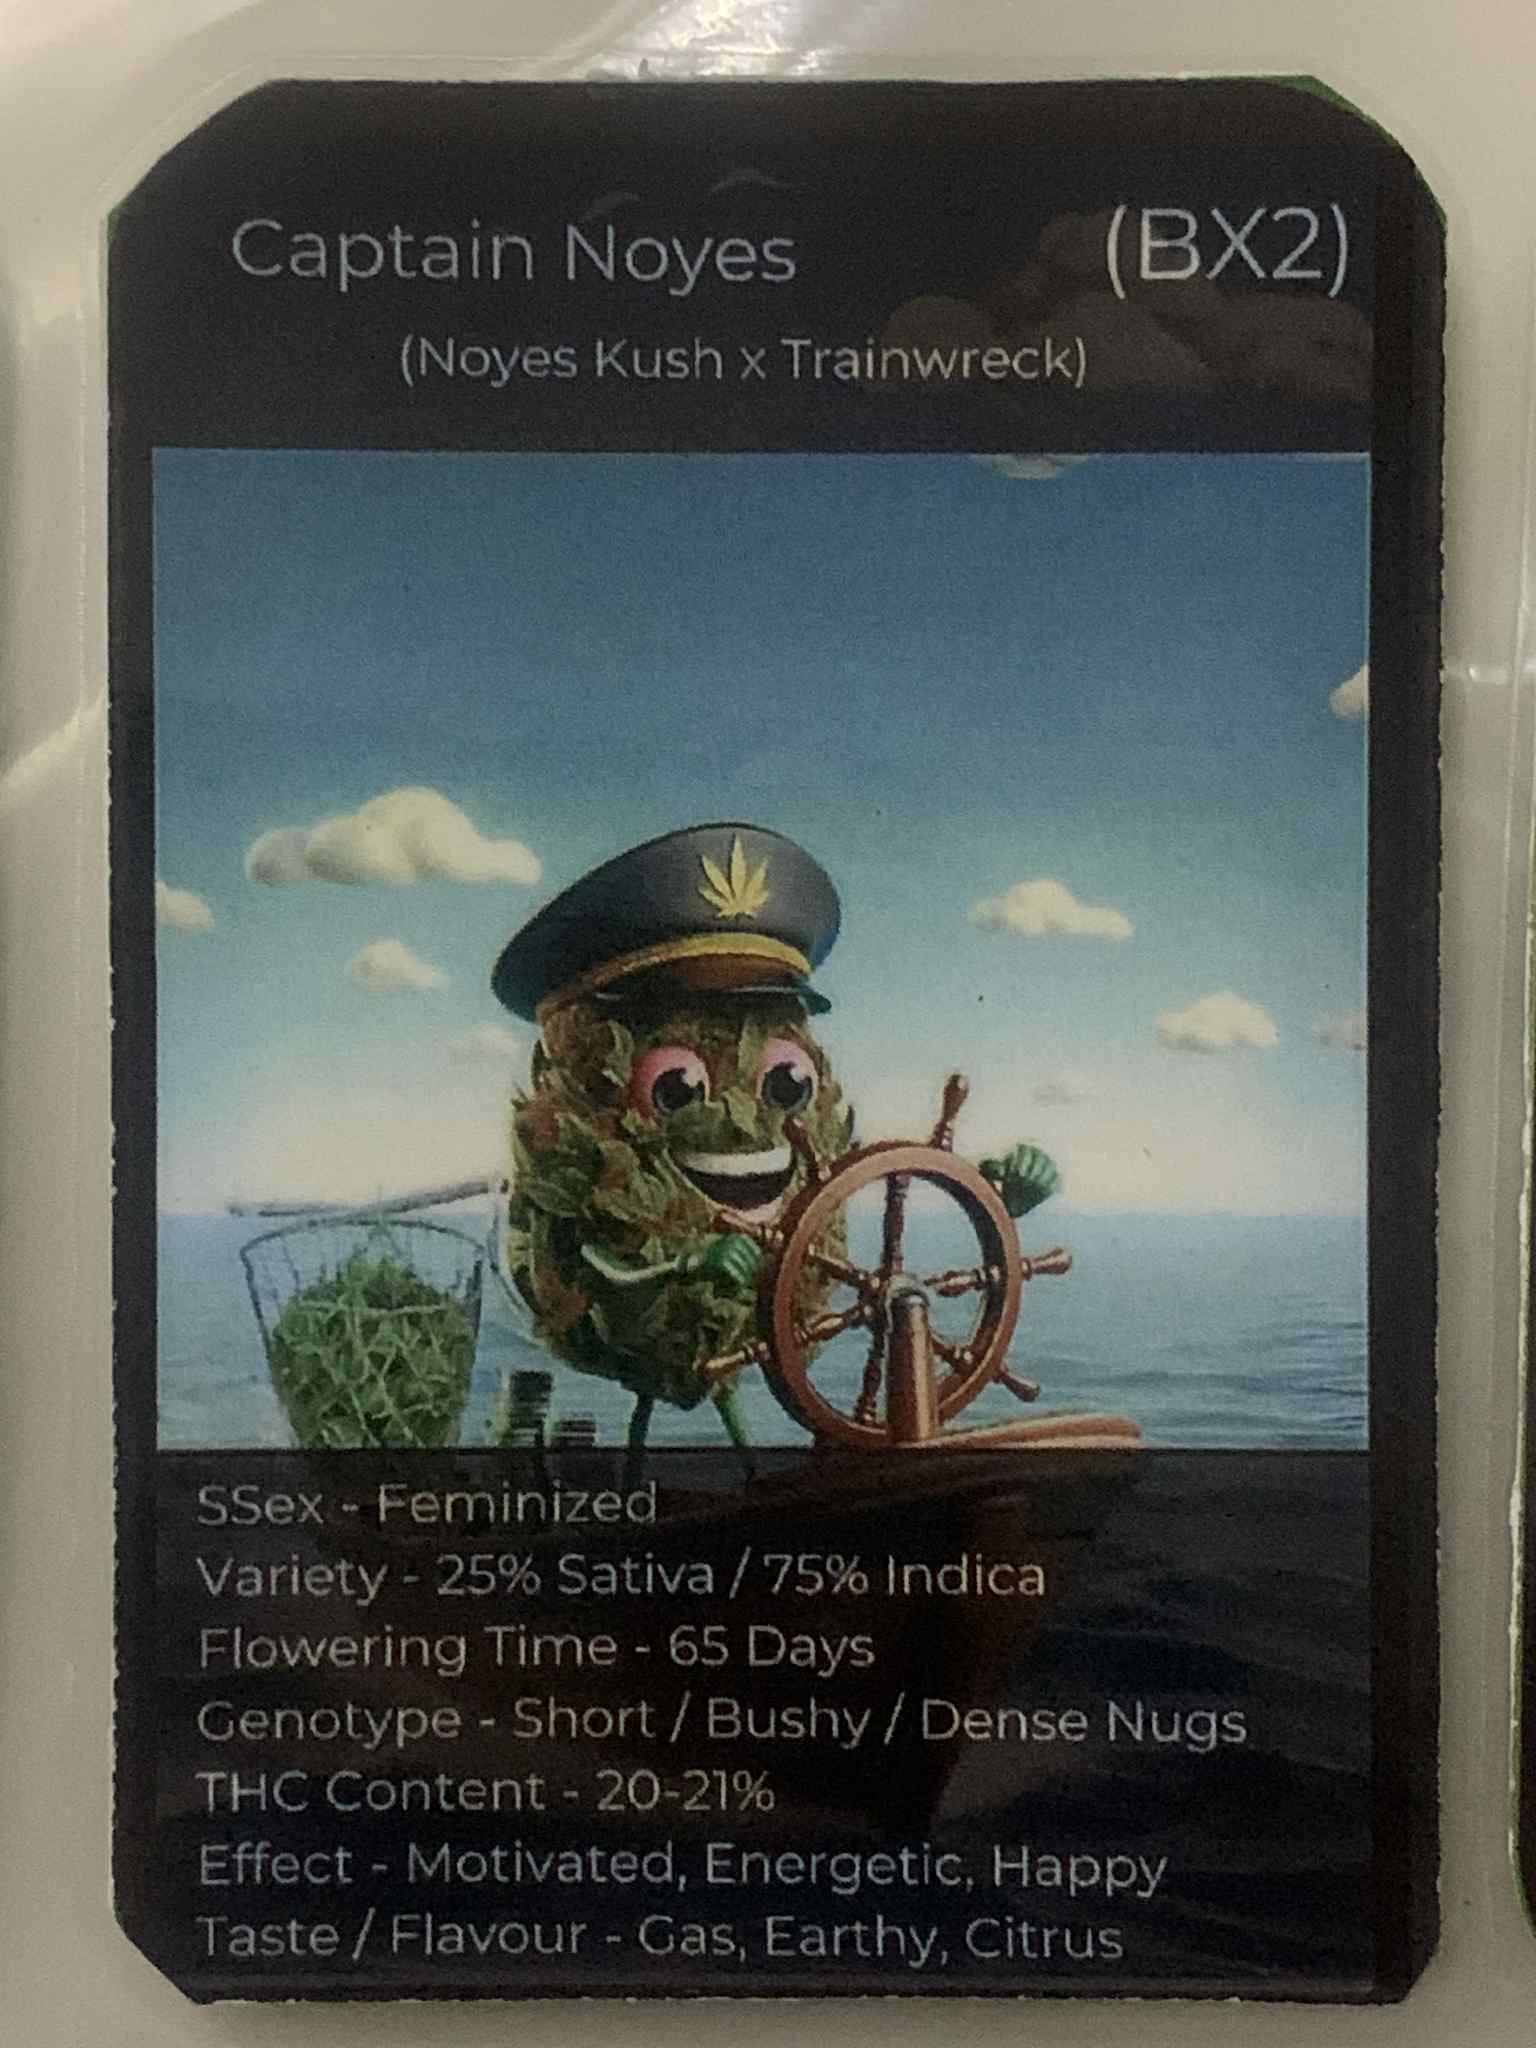 Captain Noyes (BX2)
(Noyes Kush x Trainwreck)
SSex - Feminized
Variety - 25% Sativa / 75% Indica
Flowering Time - 65 Days
Genotype - Short / Bushy / Dense Nugs
THC Content - 20-21%
Effect - Motivated, Energetic, Happy
Taste / Flavour - Gas, Earthy, Citrus